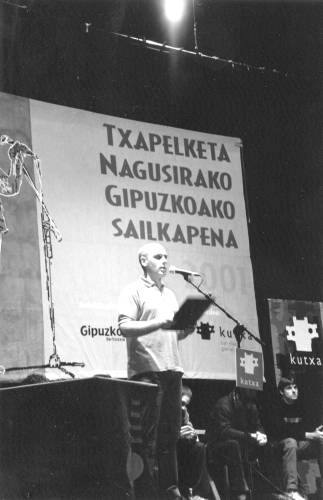 TXAPELKETA
NAGUSIRAKO
GIPUZKOAKO
SAILKAPENA
2001
Gipuzkoa
kutxa
kutxa
kutxa